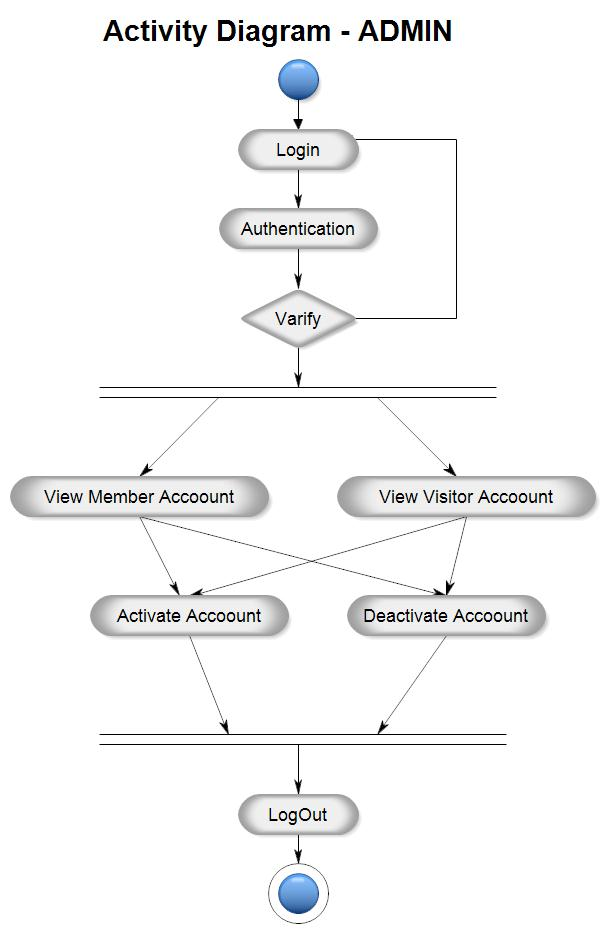 Activity Diagram - ADMIN
Login
Authentication
Varify
View Member Accoount
View Visitor Accoount
Activate Accoount
Deactivate Accoount
LogOut